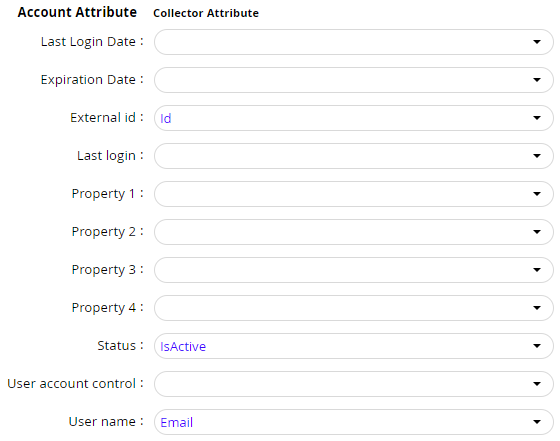 Account Attribute Collector Attribute
Last Login Date :
Expiration Date :
External id : Id
Last login :
Property 1 :
Property 2 :
Property 3 :
Property 4 :
Status : IsActive
User account control :
User name : Email